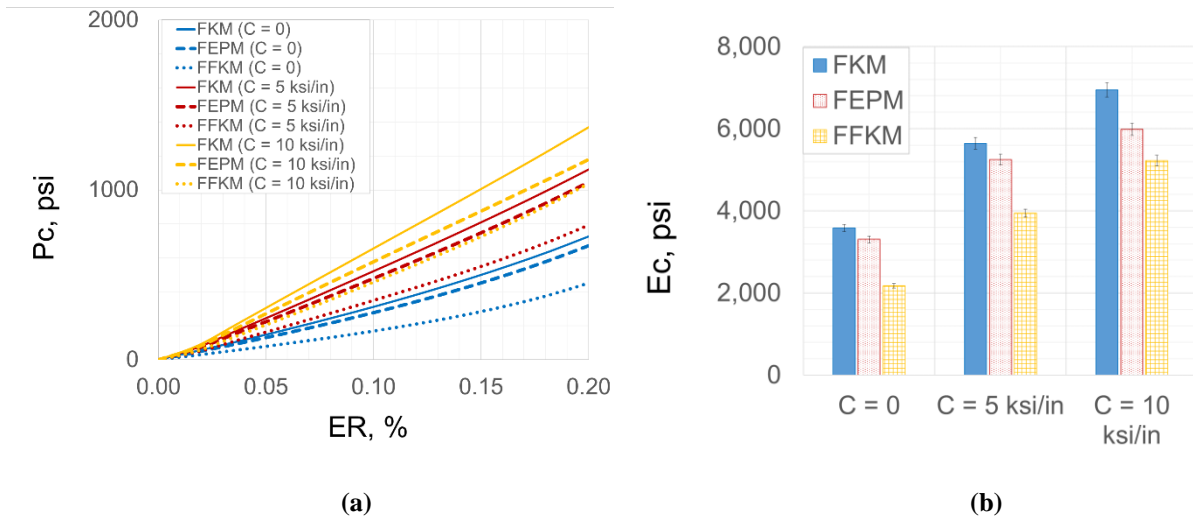 2000
FKM (C = 0)
FEPM (C = 0)
FFKM (C = 0)
FKM (C = 5 ksi/in)
FEPM (C = 5 ksi/in)
FFKM (C = 5 ksi/in)
FKM (C = 10 ksi/in)
FEPM (C = 10 ksi/in)
FFKM (C = 10 ksi/in)
Pc, psi
1000
0
0.00 0.05 0.10 0.15 0.20
ER, %
(a)
8,000
FKM
FEPM
FFKM
6,000
Ec, psi
4,000
2,000
0
C = 0 C = 5 ksi/in C = 10
ksi/in
(b)